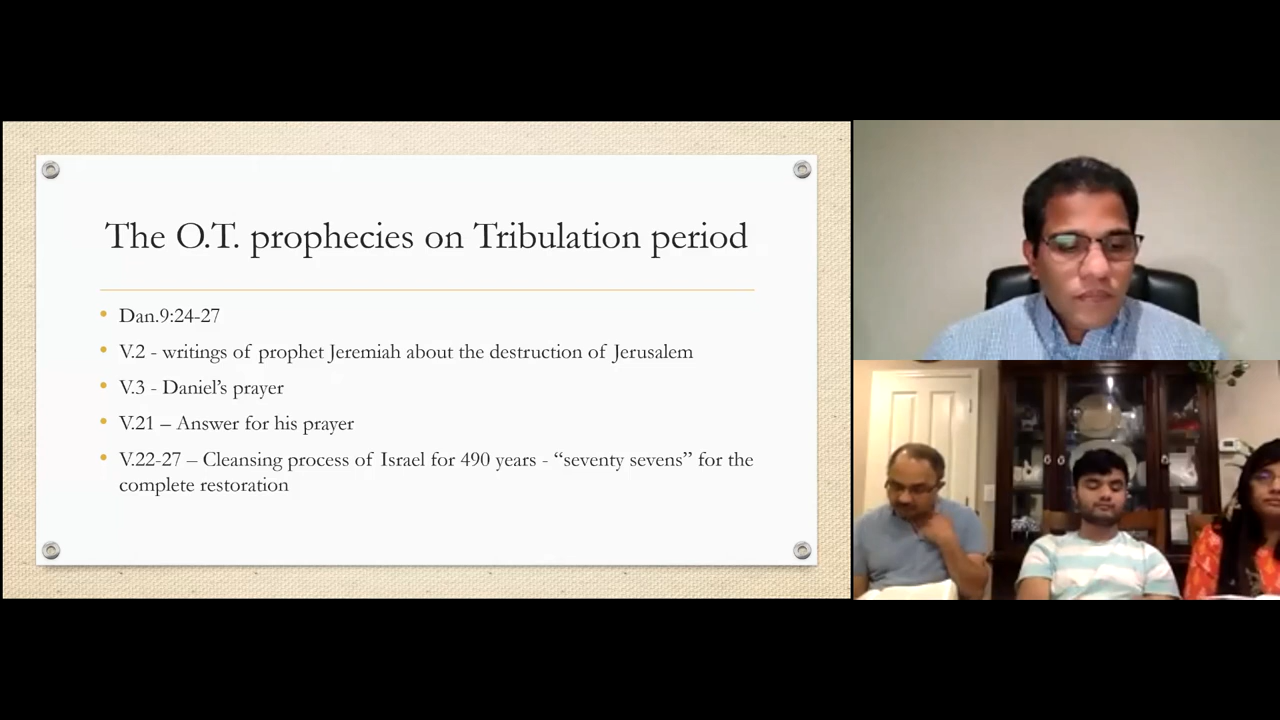 The O.T. prophecies on Tribulation period
• Dan.9:24-27
• V.2 - writings of prophet Jeremiah about the destruction of Jerusalem
• V.3 - Daniel’s prayer
• V.21 – Answer for his prayer
• V.22-27 – Cleansing process of Israel for 490 years - “seventy sevens” for the
complete restoration